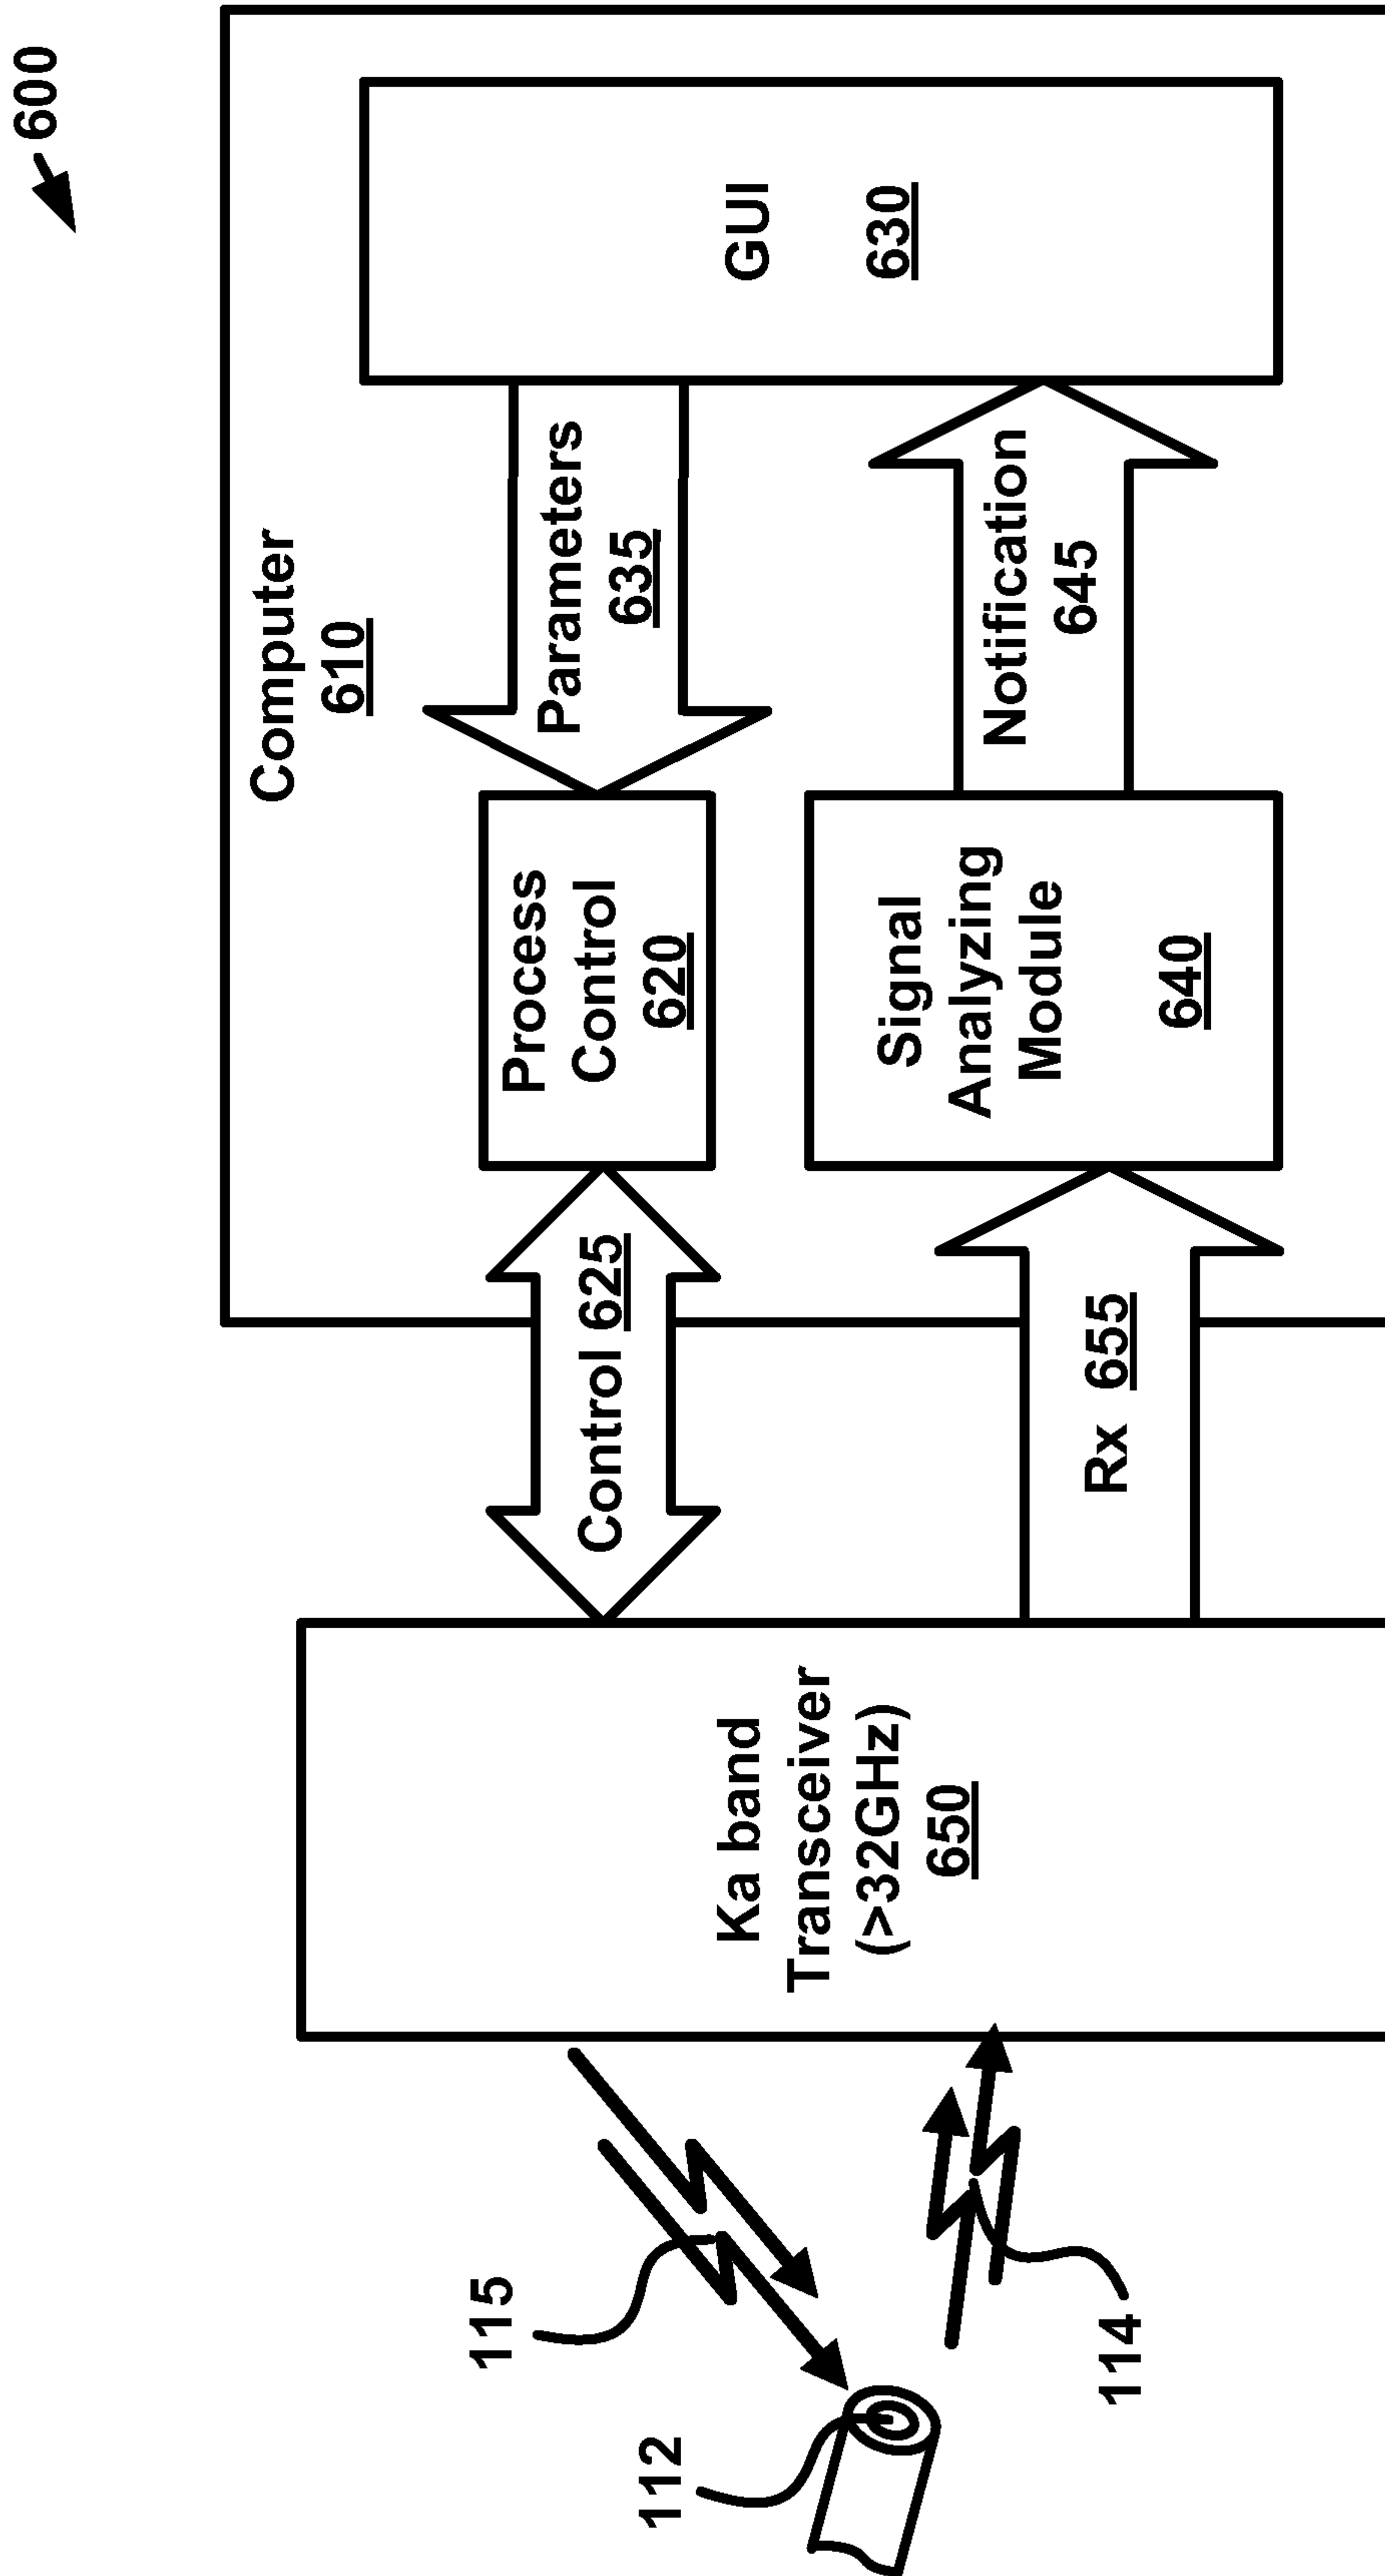 600
Computer
610
GUI
630
Parameters
635
Notification
645
Process
Control
620
Signal
Analyzing
Module
640
Control 625
Rx 655
Ka band
Transceiver
(>32GHz)
650
115
112
114